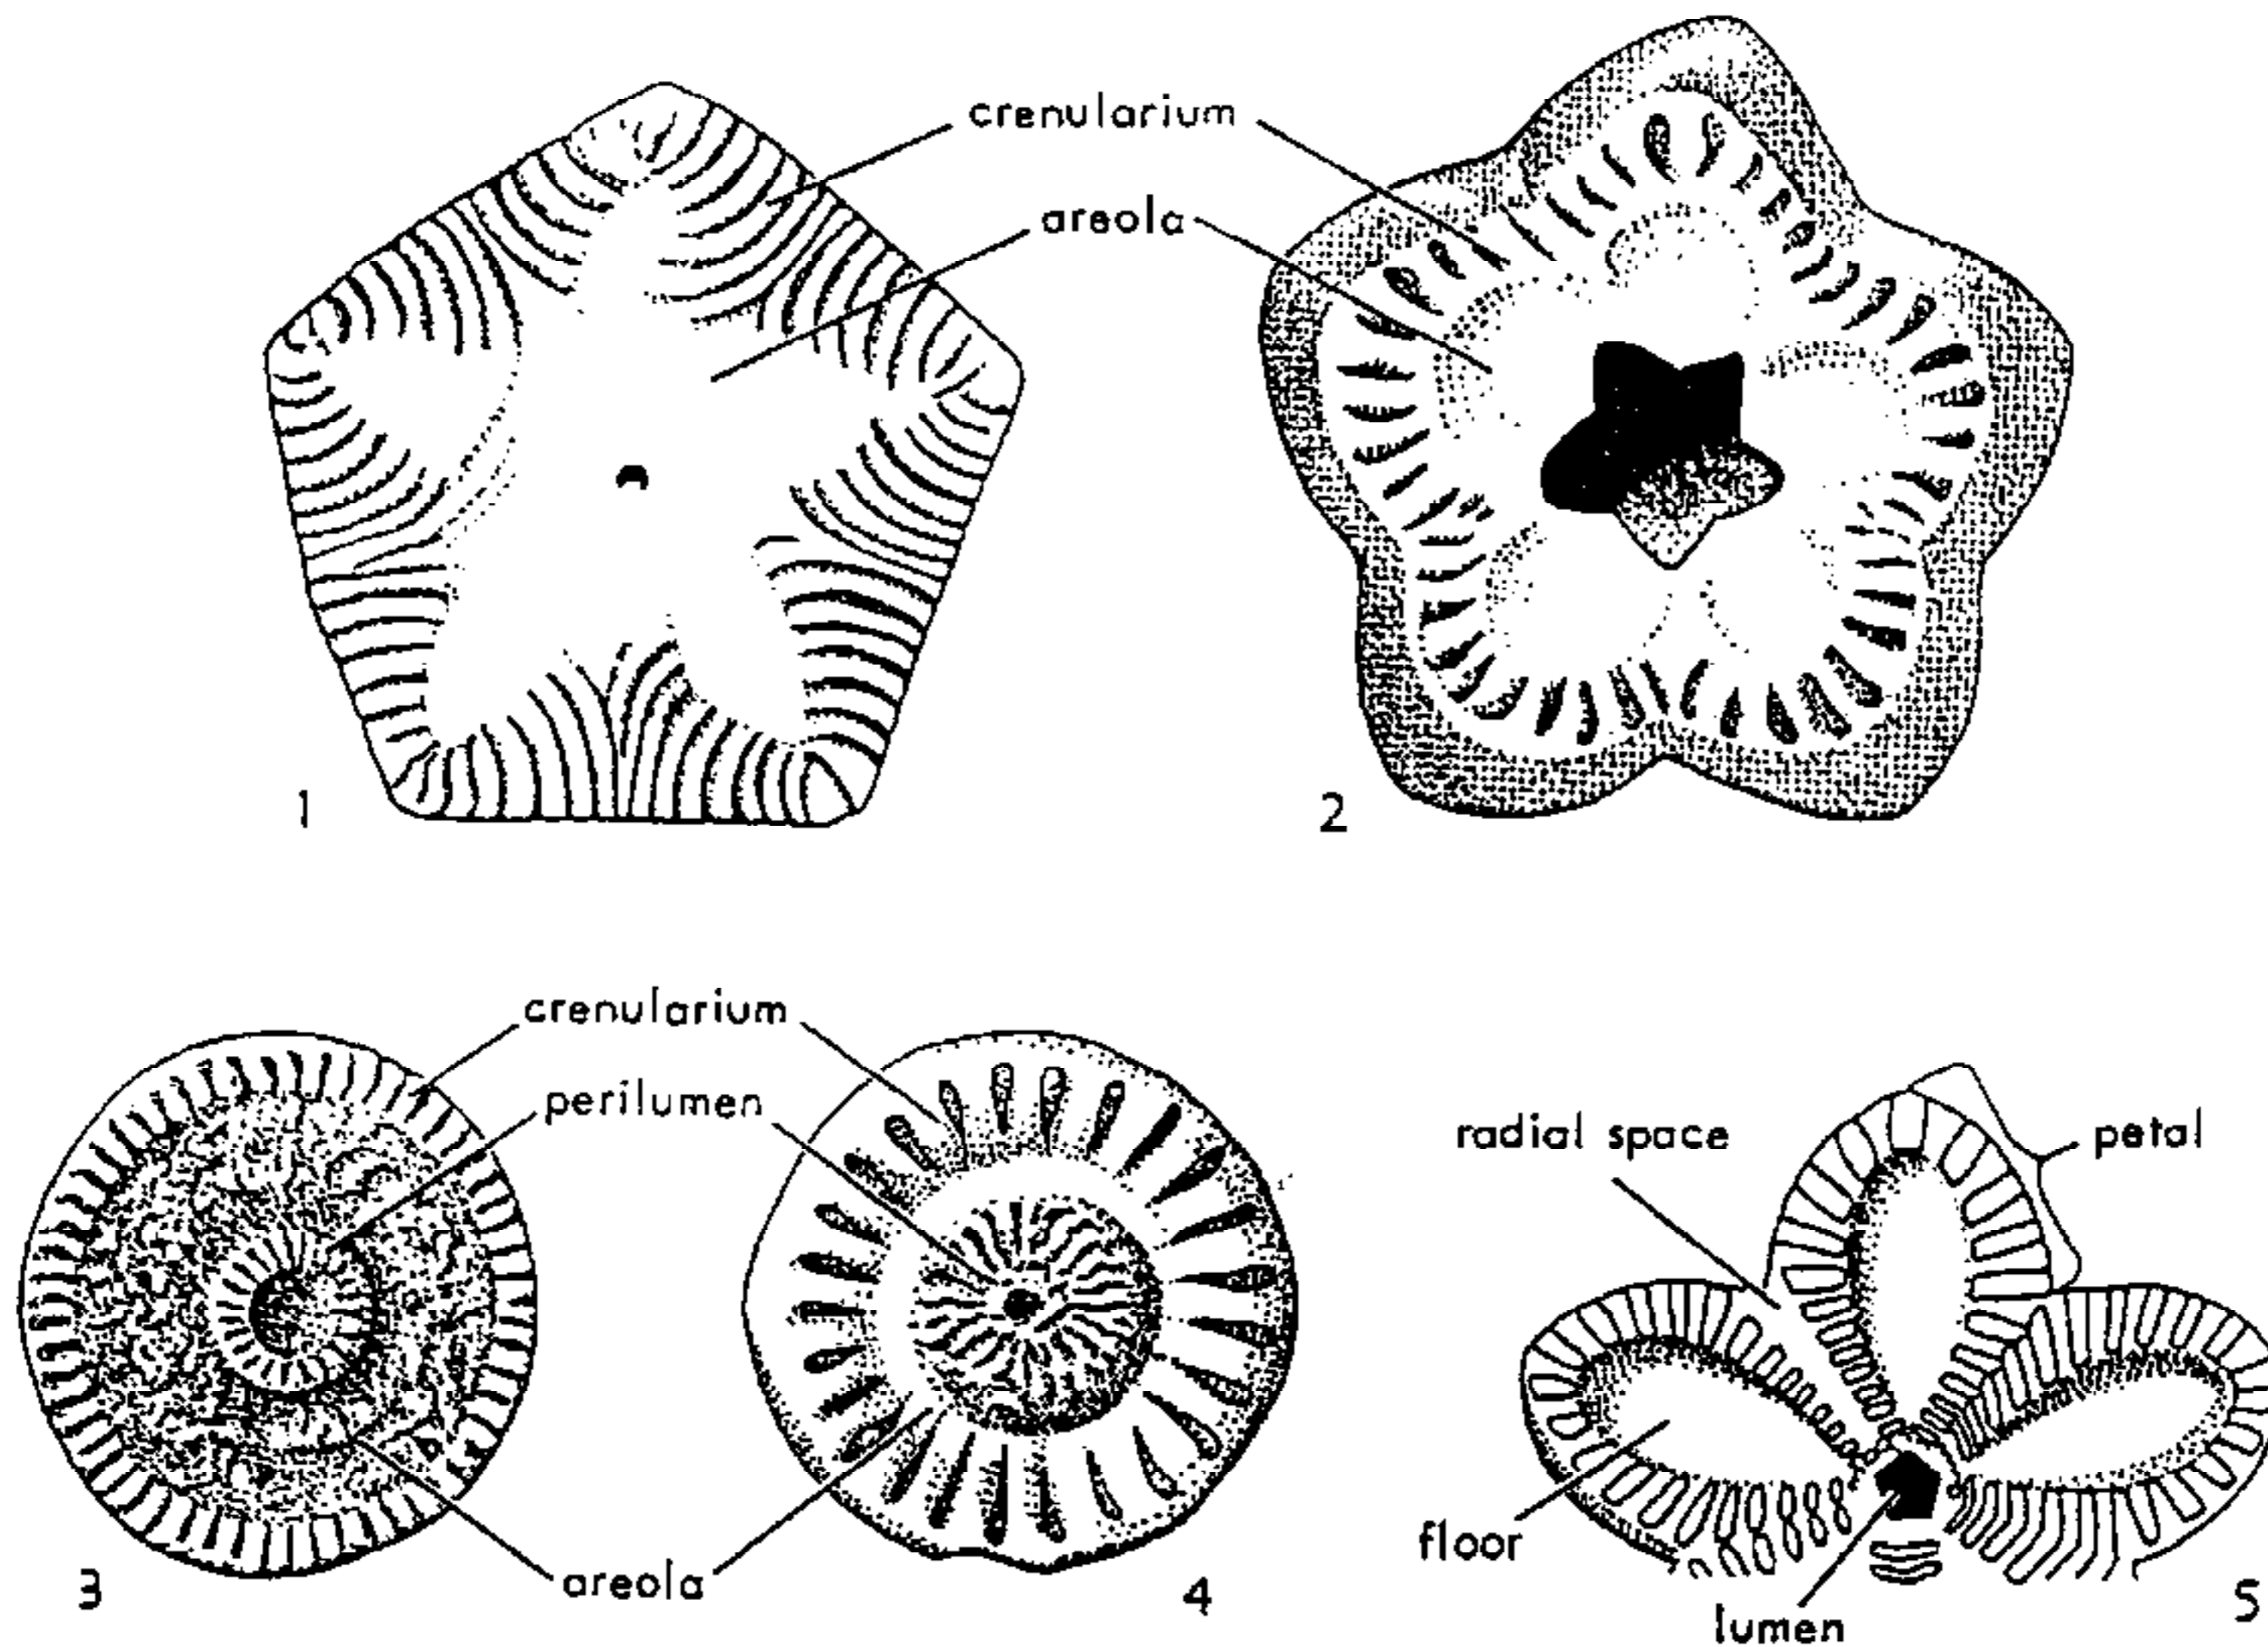 crenularium
areola
1
2
crenularium
perilumen
areola
3
4
radial space
petal
floor
lumen
5